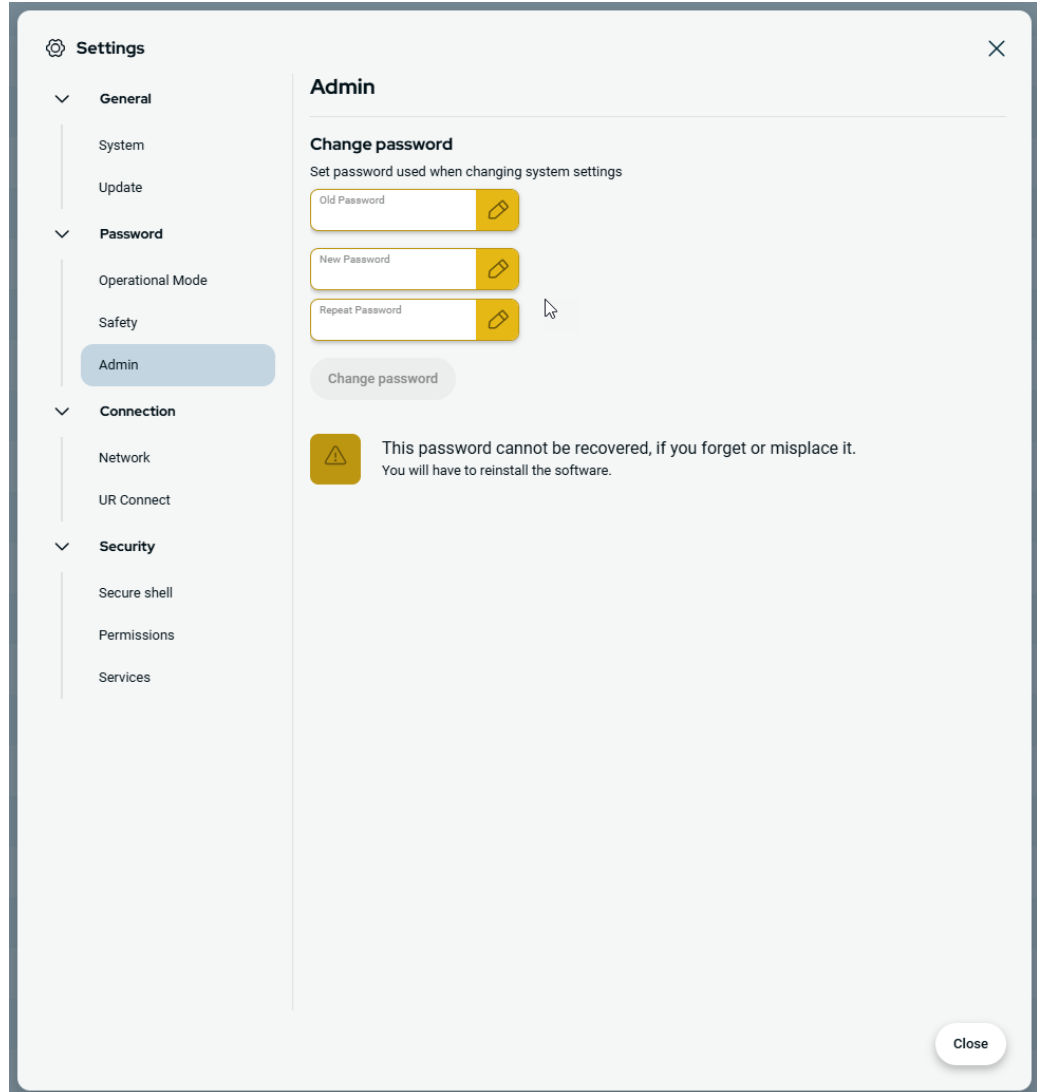 Settings
General
System
Update
Password
Operational Mode
Safety
Admin
Connection
Network
UR Connect
Security
Secure shell
Permissions
Services
Admin
Change password
Set password used when changing system settings
Old Password
New Password
Repeat Password
Change password
This password cannot be recovered, if you forget or misplace it.
You will have to reinstall the software.
Close